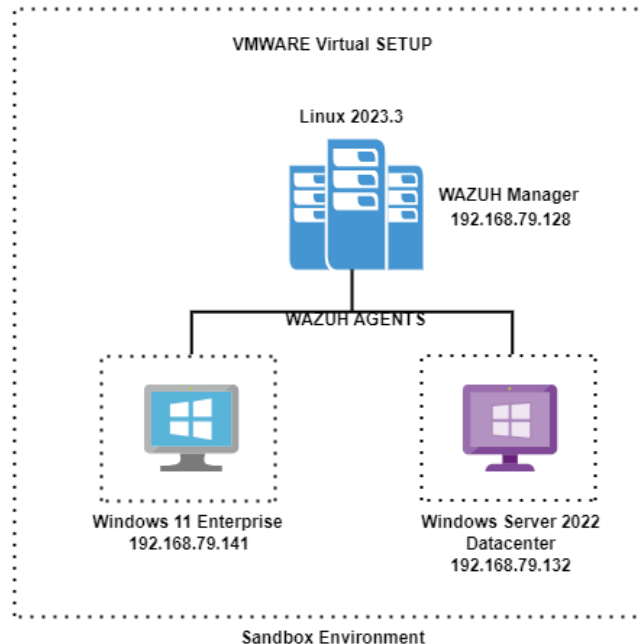 VMWARE Virtual SETUP
Linux 2023.3
WAZUH Manager
192.168.79.128
WAZUH AGENTS
Windows 11 Enterprise
192.168.79.141
Windows Server 2022
Datacenter
192.168.79.132
Sandbox Environment